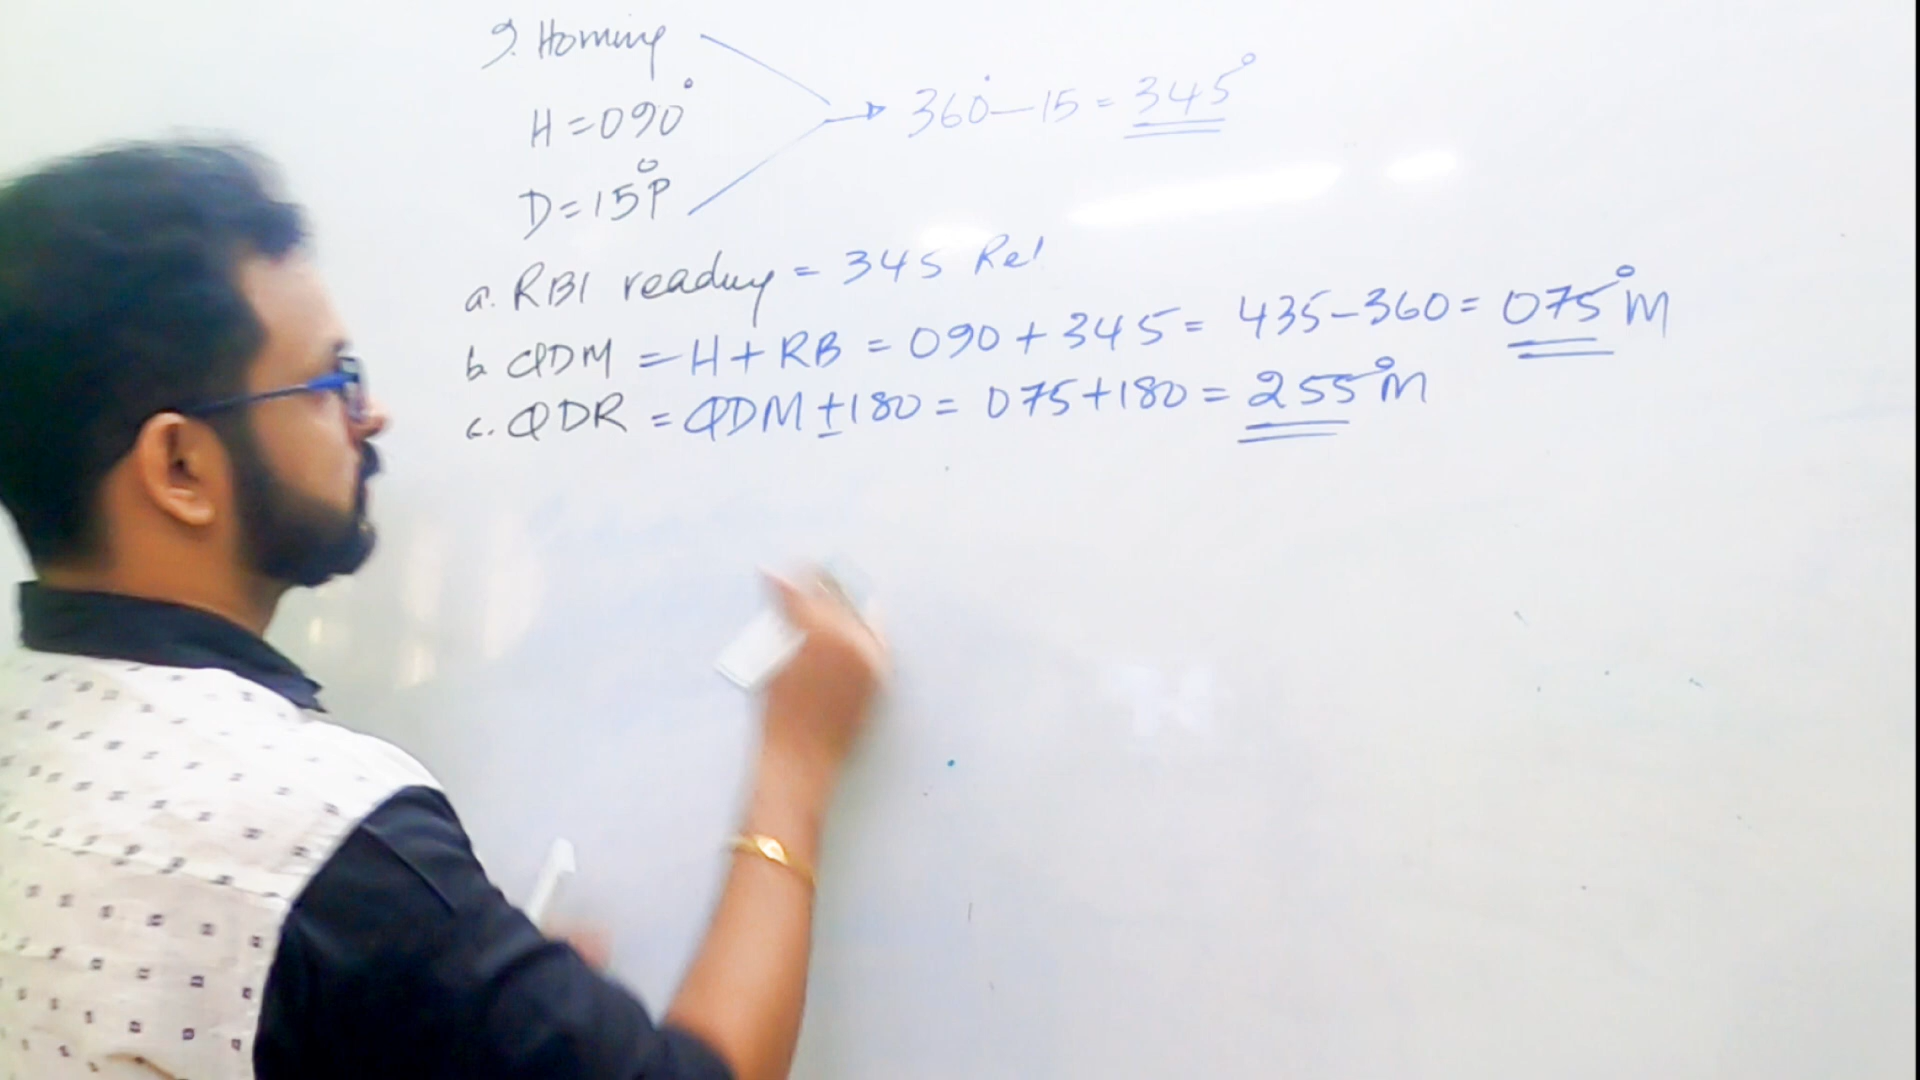 9. Homing
360° - 15 = 345°
H = 090°
D = 15°P
a. RBI reading = 345 Rel
b. QDM = H + RB = 090 + 345 = 435 - 360 = 075°M
c. QDR = QDM ± 180 = 075 + 180 = 255°M